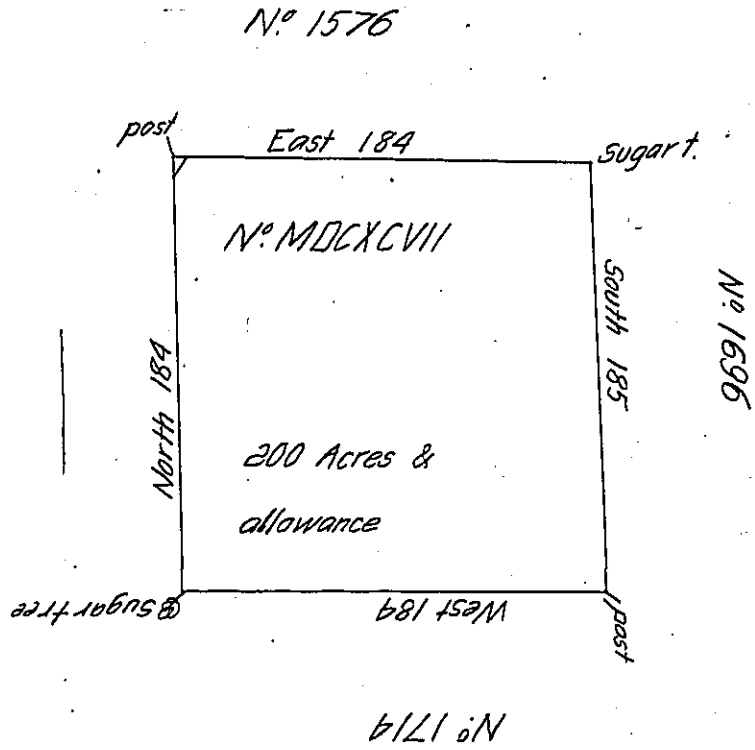 Nº 1576
post
East 184
Sugar t.
Nº MDCXCVII
South 185
Nº 1696
North 184
200 Acres &
allowance
Sugar tree
West 184
post
Nº 1714